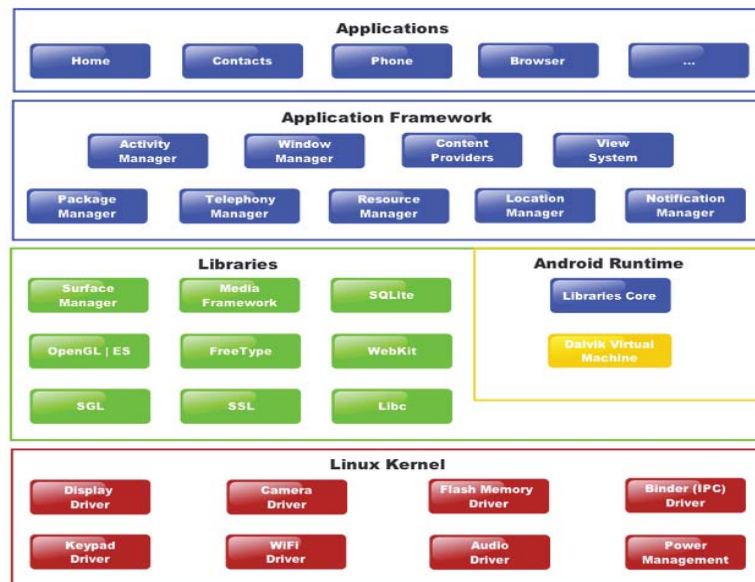 Applications
Home
Contacts
Phone
Browser
...
Application Framework
Activity
Manager
Window
Manager
Content
Providers
View
System
Package
Manager
Telephony
Manager
Resource
Manager
Location
Manager
Notification
Manager
Libraries
Surface
Manager
Media
Framework
SQLite
OpenGL | ES
FreeType
WebKit
SGL
SSL
Libc
Android Runtime
Libraries Core
Dalvik Virtual
Machine
Linux Kernel
Display
Driver
Camera
Driver
Flash Memory
Driver
Binder (IPC)
Driver
Keypad
Driver
WiFi
Driver
Audio
Driver
Power
Management